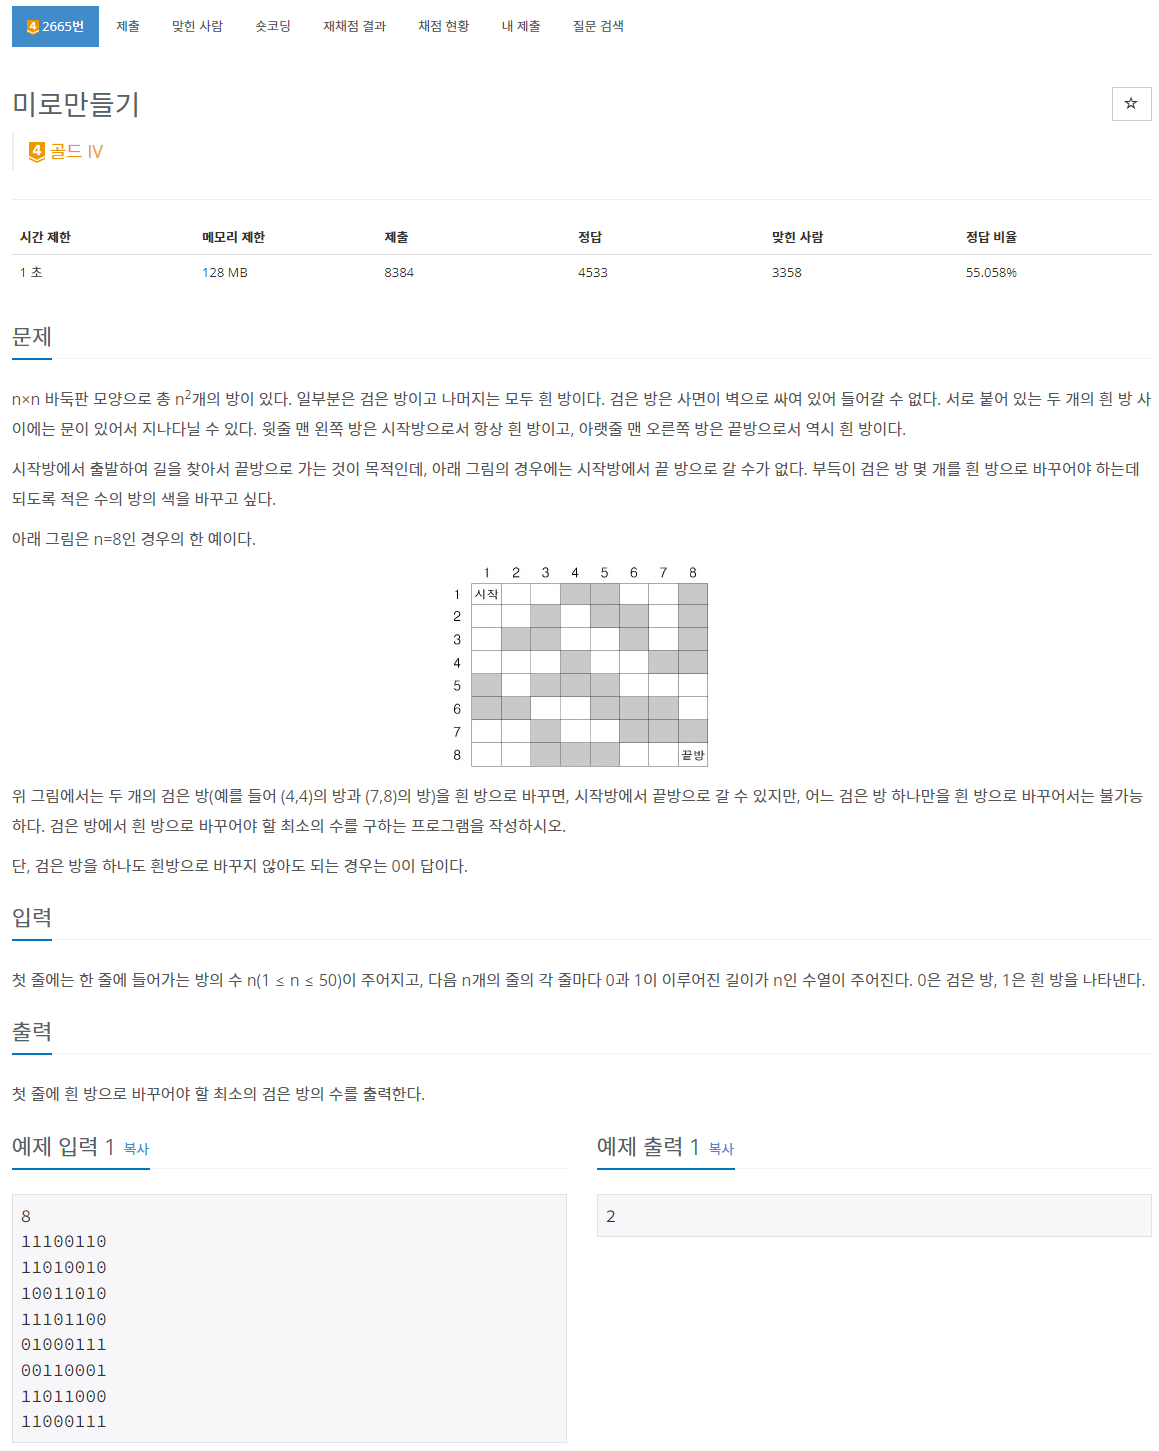 2665번 제출 맞힌 사람 숏코딩 재채점 결과 채점 현황 내 제출 질문 검색
미로만들기
☆
4 골드 IV
시간 제한 메모리 제한 제출 정답 맞힌 사람 정답 비율
1 초 128 MB 8384 4533 3358 55.058%
문제
n×n 바둑판 모양으로 총 n²개의 방이 있다. 일부분은 검은 방이고 나머지는 모두 흰 방이다. 검은 방은 사면이 벽으로 싸여 있어 들어갈 수 없다. 서로 붙어 있는 두 개의 흰 방 사
이에는 문이 있어서 지나다닐 수 있다. 윗줄 맨 왼쪽 방은 시작방으로서 항상 흰 방이고, 아랫줄 맨 오른쪽 방은 끝방으로서 역시 흰 방이다.
시작방에서 출발하여 길을 찾아서 끝방으로 가는 것이 목적인데, 아래 그림의 경우에는 시작방에서 끝 방으로 갈 수가 없다. 부득이 검은 방 몇 개를 흰 방으로 바꾸어야 하는데
되도록 적은 수의 방의 색을 바꾸고 싶다.
아래 그림은 n=8인 경우의 한 예이다.
1 2 3 4 5 6 7 8
1 시작
2
3
4
5
6
7
8 끝방
위 그림에서는 두 개의 검은 방(예를 들어 (4,4)의 방과 (7,8)의 방)을 흰 방으로 바꾸면, 시작방에서 끝방으로 갈 수 있지만, 어느 검은 방 하나만을 흰 방으로 바꾸어서는 불가능
하다. 검은 방에서 흰 방으로 바꾸어야 할 최소의 수를 구하는 프로그램을 작성하시오.
단, 검은 방을 하나도 흰방으로 바꾸지 않아도 되는 경우는 0이 답이다.
입력
첫 줄에는 한 줄에 들어가는 방의 수 n(1 ≤ n ≤ 50)이 주어지고, 다음 n개의 줄의 각 줄마다 0과 1이 이루어진 길이가 n인 수열이 주어진다. 0은 검은 방, 1은 흰 방을 나타낸다.
출력
첫 줄에 흰 방으로 바꾸어야 할 최소의 검은 방의 수를 출력한다.
예제 입력 1 복사
8
11100110
11010010
10011010
11101100
01000111
00110001
11011000
11000111
예제 출력 1 복사
2